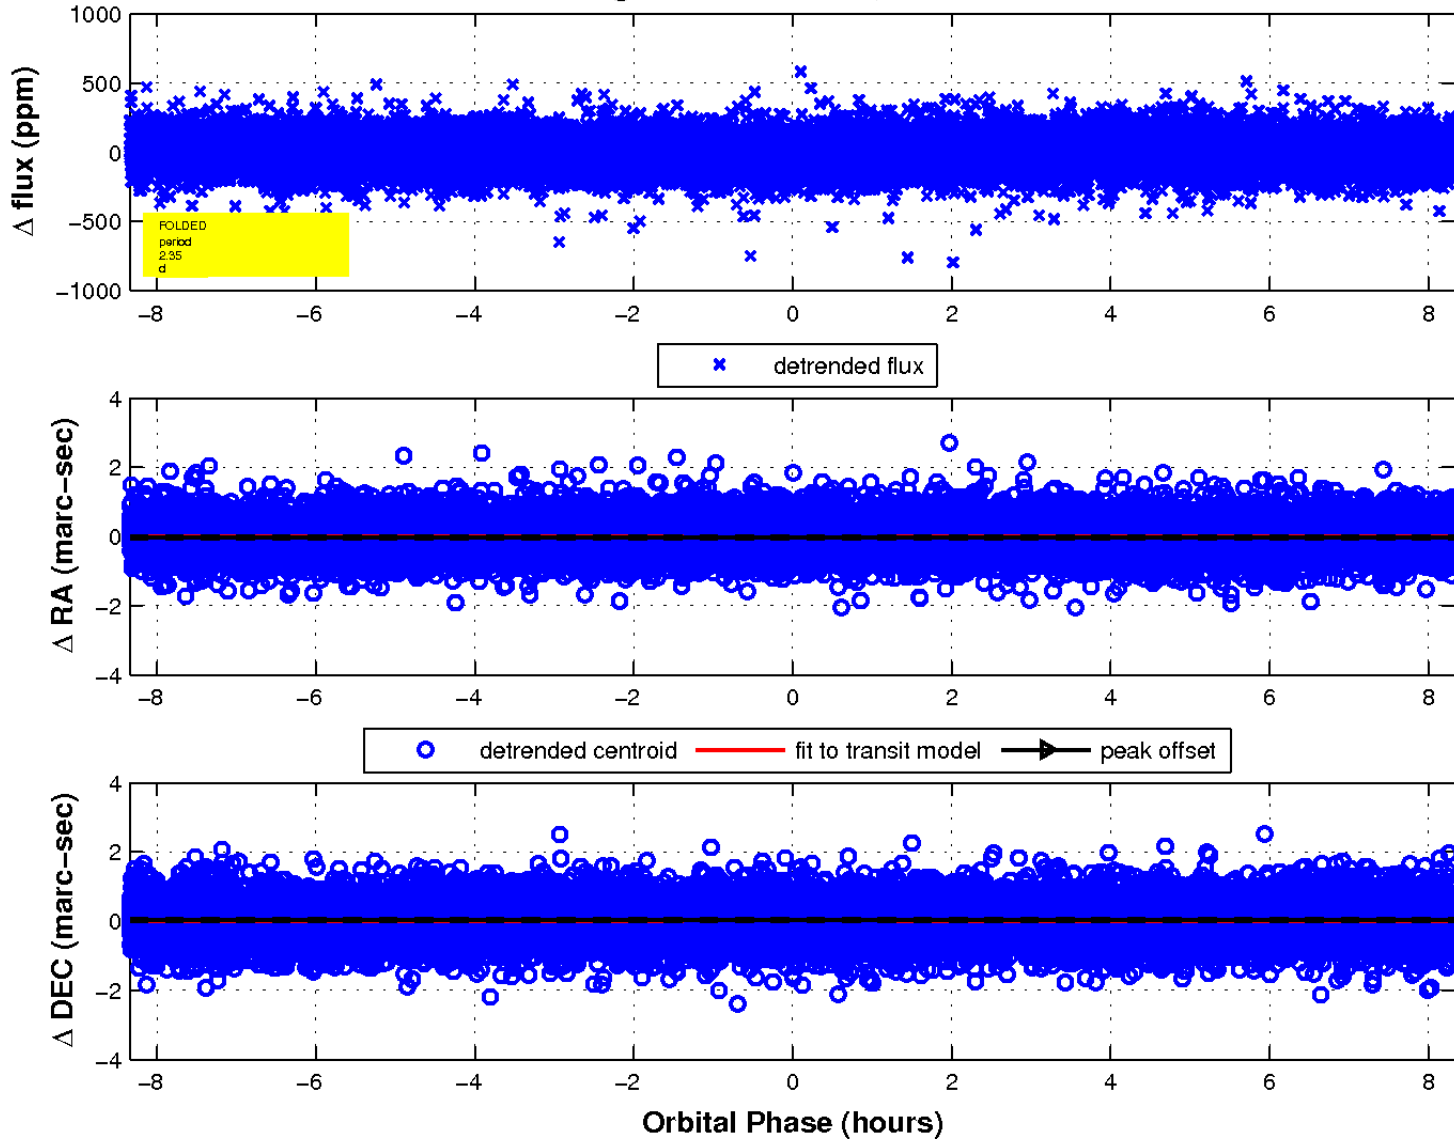 1000
500
0
−500
−1000
Δ flux (ppm)
FOLDED
period
2.35
d
−8 −6 −4 −2 0 2 4 6 8
detrended flux
4
2
0
−2
−4
Δ RA (marc−sec)
−8 −6 −4 −2 0 2 4 6 8
detrended centroid fit to transit model peak offset
4
2
0
−2
−4
Δ DEC (marc−sec)
−8 −6 −4 −2 0 2 4 6 8
Orbital Phase (hours)